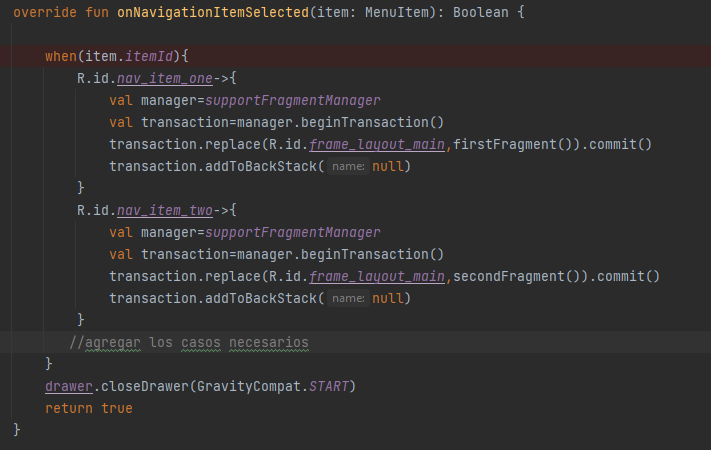 override fun onNavigationItemSelected(item: MenuItem): Boolean {
when(item.itemId){
R.id.nav_item_one->{
val manager=supportFragmentManager
val transaction=manager.beginTransaction()
transaction.replace(R.id.frame_layout_main,firstFragment()).commit()
transaction.addToBackStack( name: null)
}
R.id.nav_item_two->{
val manager=supportFragmentManager
val transaction=manager.beginTransaction()
transaction.replace(R.id.frame_layout_main,secondFragment()).commit()
transaction.addToBackStack( name: null)
}
//agregar los casos necesarios
}
drawer.closeDrawer(GravityCompat.START)
return true
}